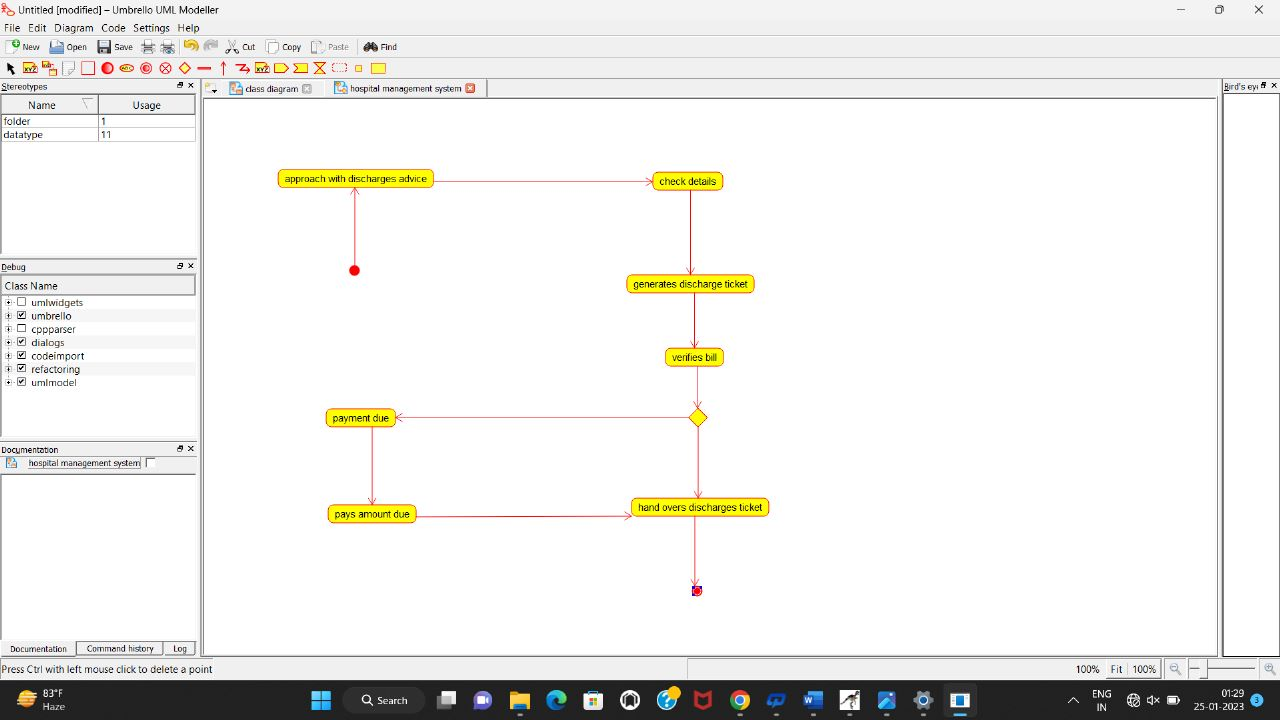 Untitled [modified] – Umbrello UML Modeller
File Edit Diagram Code Settings Help
New Open Save Cut Copy Paste Find
Stereotypes
class diagram
hospital management system
Bird's ey
Name Usage
folder 1
datatype 11
approach with discharges advice
check details
generates discharge ticket
verifies bill
payment due
pays amount due
hand overs discharges ticket
Debug
Class Name
umlwidgets
umbrello
cppparser
dialogs
codeimport
refactoring
umlmodel
Documentation
hospital management system
Documentation Command history Log
Press Ctrl with left mouse click to delete a point
100% Fit 100%
83°F
Haze
Search
ENG
IN
01:29
25-01-2023
3